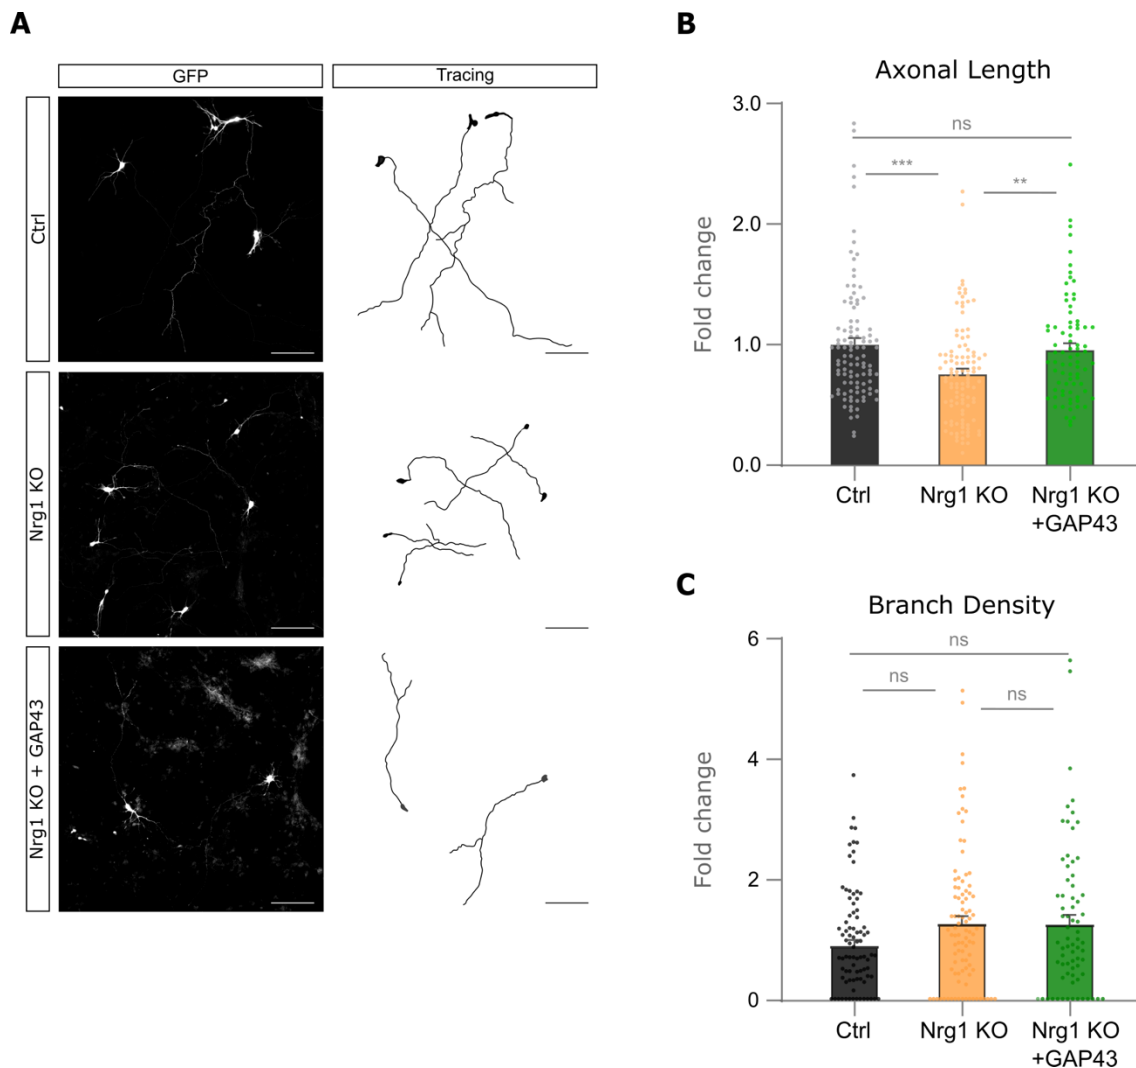 A
GFP
Tracing
Ctrl
Nrg1 KO
Nrg1 KO + GAP43
B
Axonal Length
Fold change
3.0
2.0
1.0
0.0
ns
***
**
Ctrl
Nrg1 KO
Nrg1 KO
+GAP43
C
Branch Density
Fold change
6
4
2
0
ns
ns
ns
Ctrl
Nrg1 KO
Nrg1 KO
+GAP43